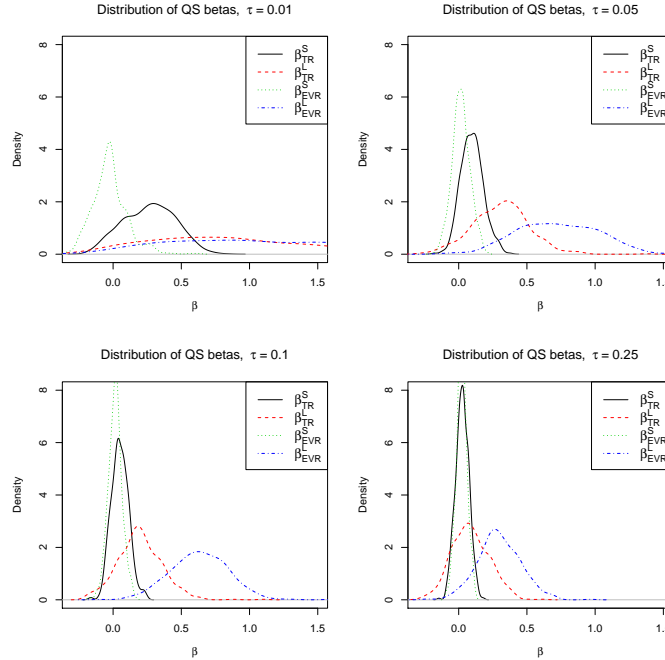 Distribution of QS betas, τ = 0.01
Density
0
2
4
6
8
0.0
0.5
1.0
1.5
β
β^S_TR
β^L_TR
β^S_EVR
β^L_EVR
Distribution of QS betas, τ = 0.05
Density
0
2
4
6
8
0.0
0.5
1.0
1.5
β
β^S_TR
β^L_TR
β^S_EVR
β^L_EVR
Distribution of QS betas, τ = 0.1
Density
0
2
4
6
8
0.0
0.5
1.0
1.5
β
β^S_TR
β^L_TR
β^S_EVR
β^L_EVR
Distribution of QS betas, τ = 0.25
Density
0
2
4
6
8
0.0
0.5
1.0
1.5
β
β^S_TR
β^L_TR
β^S_EVR
β^L_EVR